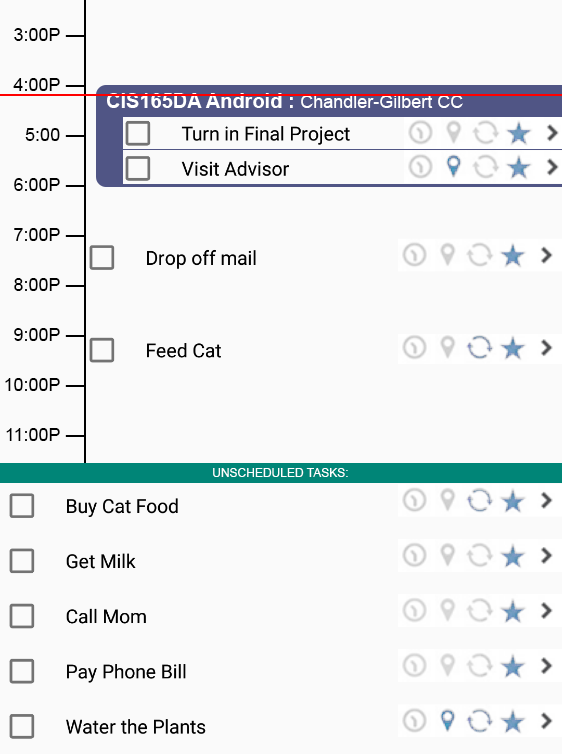 3:00P
4:00P
CIS165DA Android : Chandler-Gilbert CC
5:00
Turn in Final Project
Visit Advisor
6:00P
7:00P
Drop off mail
8:00P
9:00P
Feed Cat
10:00P
11:00P
UNSCHEDULED TASKS:
Buy Cat Food
Get Milk
Call Mom
Pay Phone Bill
Water the Plants